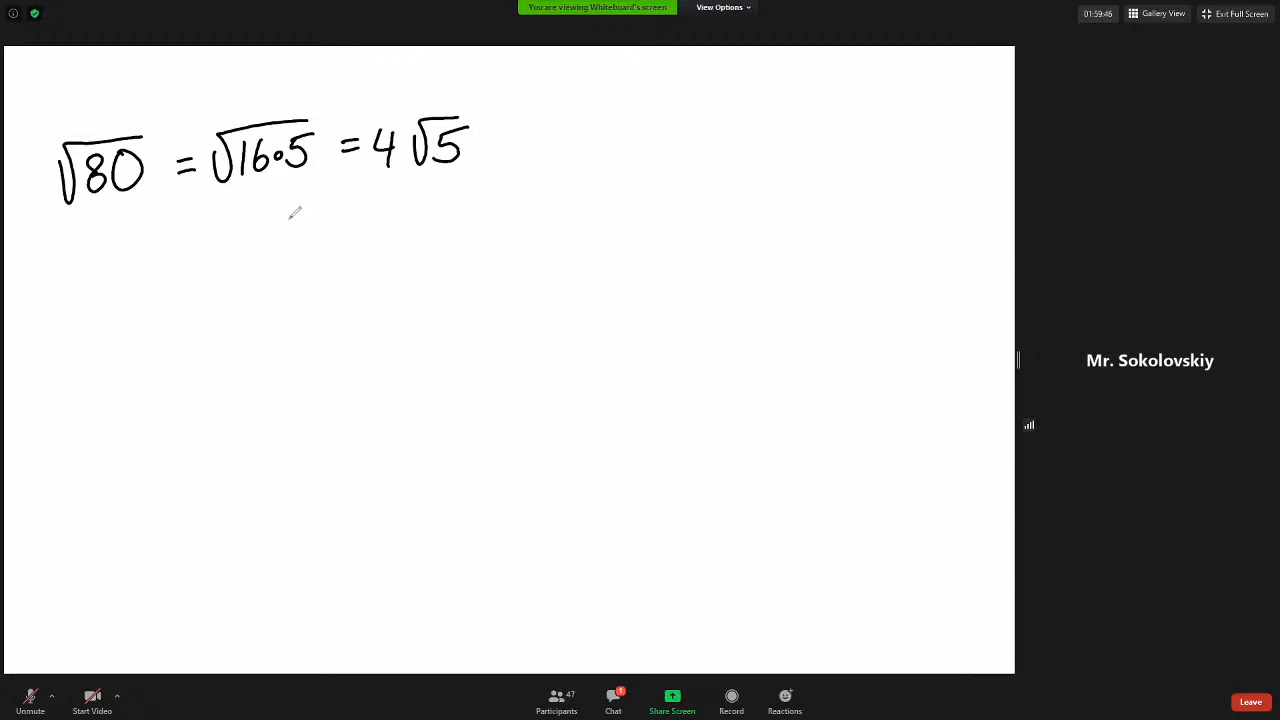 You are viewing Whiteboard's screen View Options
01:59:46 Gallery View Exit Full Screen
√80 = √16•5 = 4 √5
Mr. Sokolovskiy
47
1
Unmute Start Video Participants Chat Share Screen Record Reactions Leave